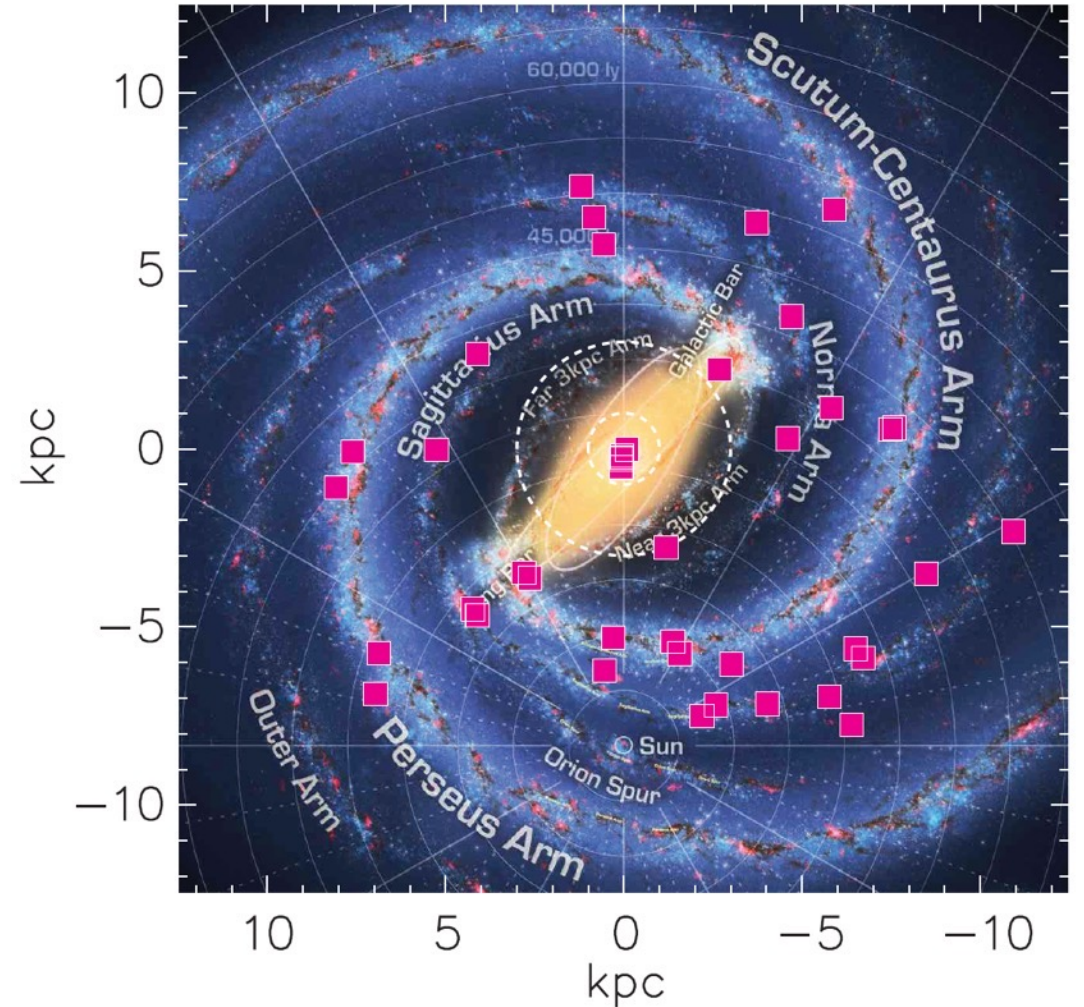 60,000 ly
Scutum-Centaurus Arm
45,000
Sagittarius Arm
Far 3kpc Arm
Galactic Bar
Norma Arm
Near 3kpc Arm
Sun
Orion Spur
Outer Arm
Perseus Arm
10
5
0
−5
−10
kpc
10
5
0
−5
−10
kpc